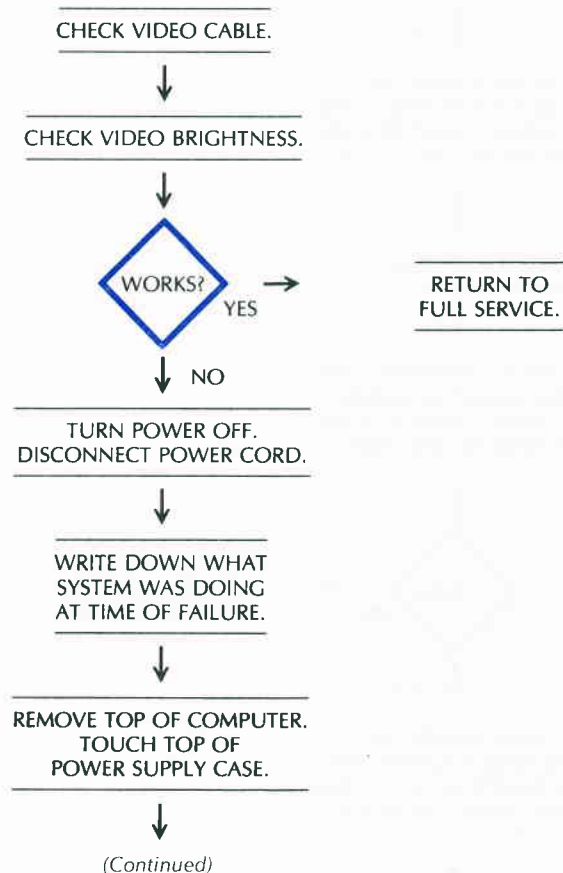 CHECK VIDEO CABLE.
CHECK VIDEO BRIGHTNESS.
WORKS?
YES
RETURN TO
FULL SERVICE.
NO
TURN POWER OFF.
DISCONNECT POWER CORD.
WRITE DOWN WHAT
SYSTEM WAS DOING
AT TIME OF FAILURE.
REMOVE TOP OF COMPUTER.
TOUCH TOP OF
POWER SUPPLY CASE.
(Continued)